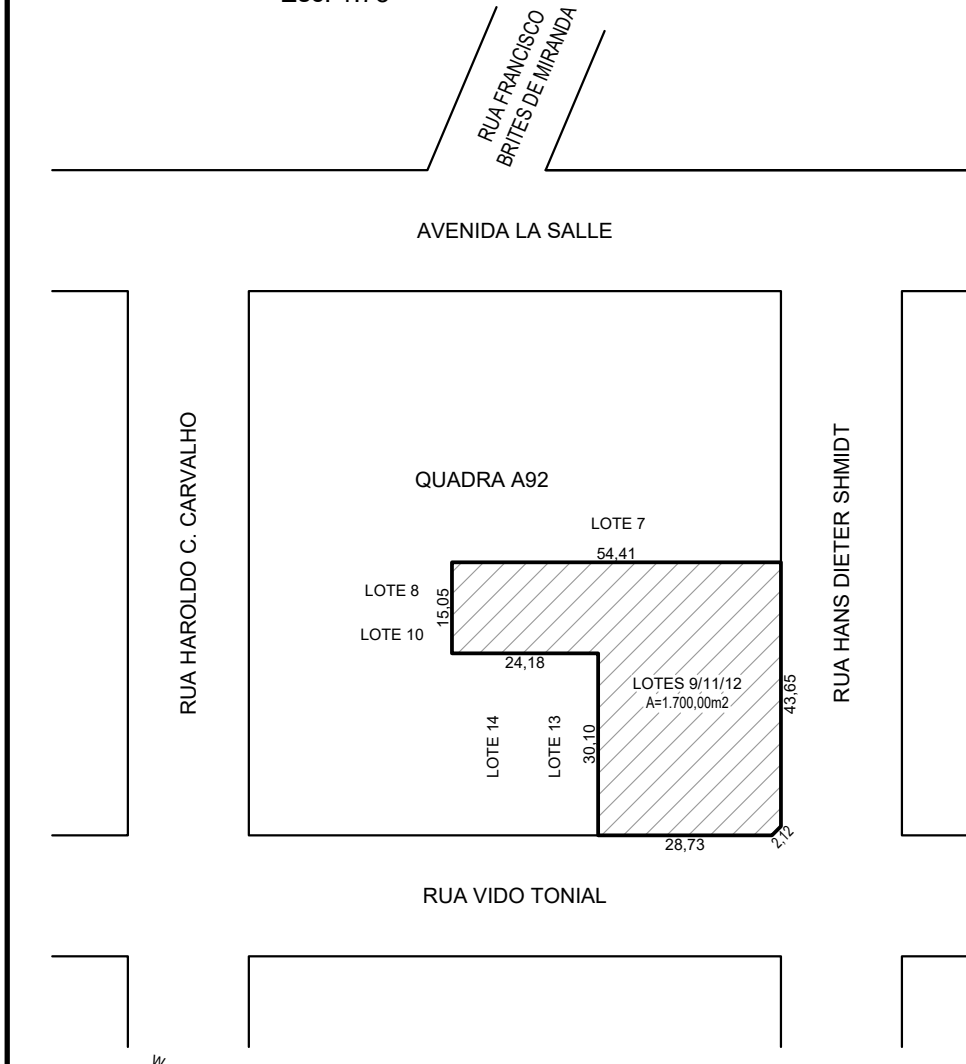 RUA FRANCISCO
BRITES DE MIRANDA
AVENIDA LA SALLE
RUA HAROLDO C. CARVALHO
RUA HANS DIETER SHMIDT
QUADRA A92
LOTE 7
54,41
LOTE 8
15,05
LOTE 10
24,18
LOTES 9/11/12
A=1.700,00m2
43,65
LOTE 14
LOTE 13
30,10
28,73
2,12
RUA VIDO TONIAL